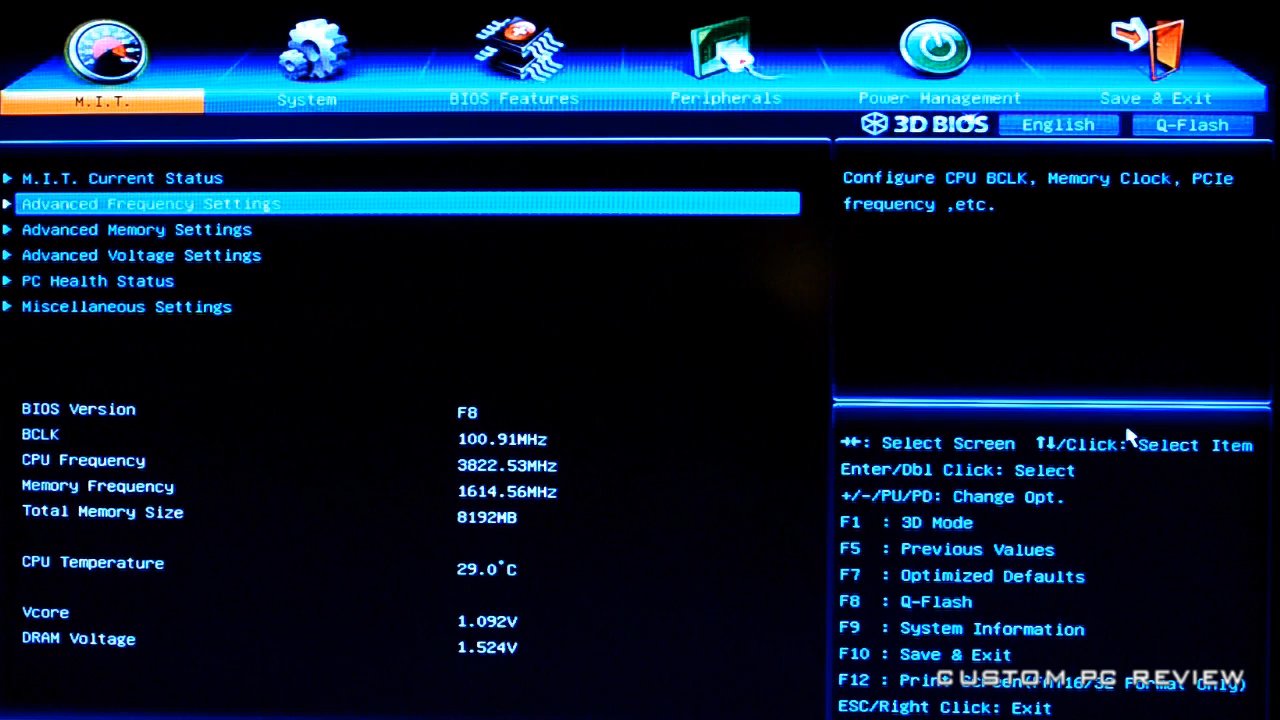 M.I.T. System BIOS Features Peripherals Power Management Save & Exit
3D BIOS English Q-Flash
M.I.T. Current Status
Advanced Frequency Settings
Advanced Memory Settings
Advanced Voltage Settings
PC Health Status
Miscellaneous Settings
Configure CPU BCLK, Memory Clock, PCIe
frequency ,etc.
BIOS Version F8
BCLK 100.91MHz
CPU Frequency 3822.53MHz
Memory Frequency 1614.56MHz
Total Memory Size 8192MB
CPU Temperature 29.0°C
Vcore 1.092V
DRAM Voltage 1.524V
→←: Select Screen ↑↓/Click: Select Item
Enter/Dbl Click: Select
+/-/PU/PD: Change Opt.
F1 : 3D Mode
F5 : Previous Values
F7 : Optimized Defaults
F8 : Q-Flash
F9 : System Information
F10 : Save & Exit
F12 : Print Screen(FAT16/32 Format Only)
ESC/Right Click: Exit
CUSTOM PC REVIEW